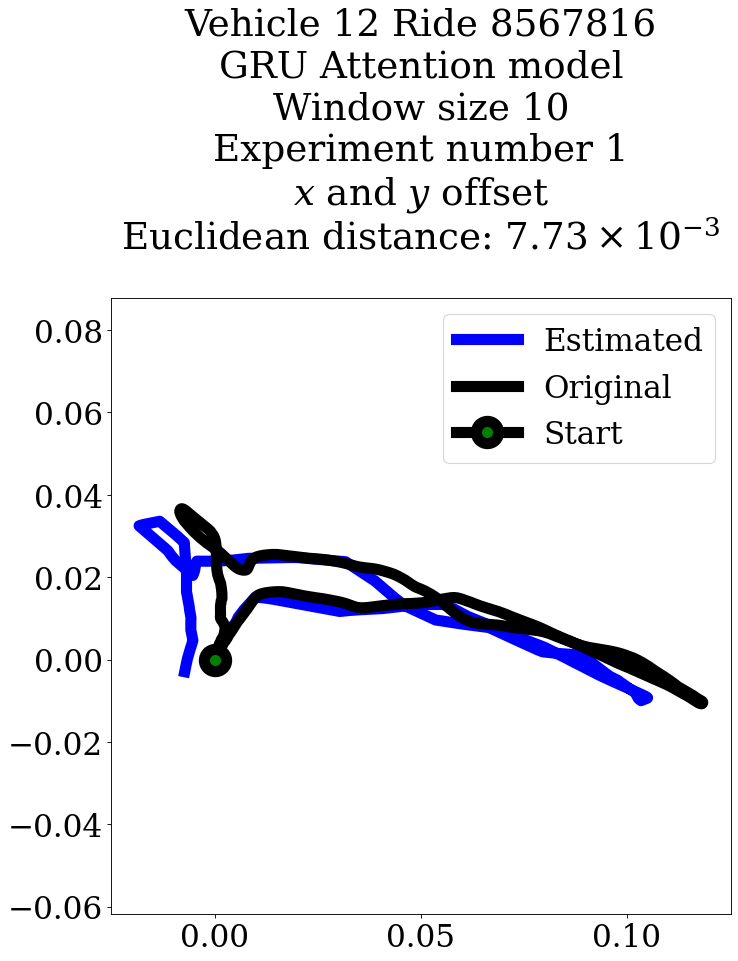 Vehicle 12 Ride 8567816
GRU Attention model
Window size 10
Experiment number 1
x and y offset
Euclidean distance: 7.73 × 10⁻³
Estimated
Original
Start
0.08
0.06
0.04
0.02
0.00
−0.02
−0.04
−0.06
0.00 0.05 0.10